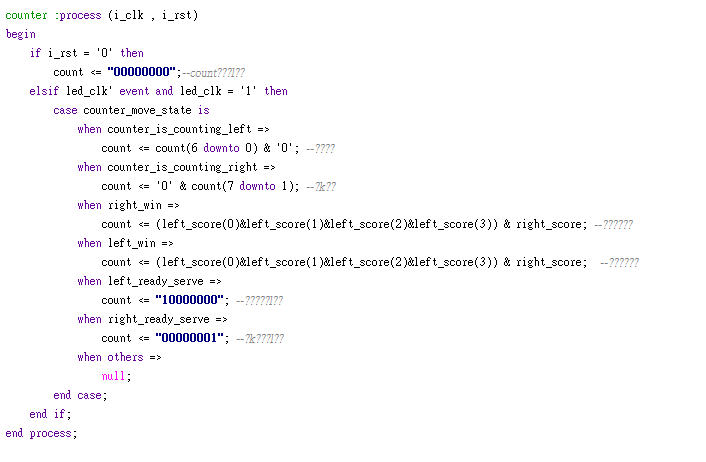 counter :process (i_clk , i_rst)
begin
if i_rst = '0' then
count <= "00000000";--count???l??
elsif led_clk' event and led_clk = '1' then
case counter_move_state is
when counter_is_counting_left =>
count <= count(6 downto 0) & '0'; --????
when counter_is_counting_right =>
count <= '0' & count(7 downto 1); --?k??
when right_win =>
count <= (left_score(0)&left_score(1)&left_score(2)&left_score(3)) & right_score; --??????
when left_win =>
count <= (left_score(0)&left_score(1)&left_score(2)&left_score(3)) & right_score;  --??????
when left_ready_serve =>
count <= "10000000"; --?????l??
when right_ready_serve =>
count <= "00000001"; --?k???l??
when others =>
null;
end case;
end if;
end process;